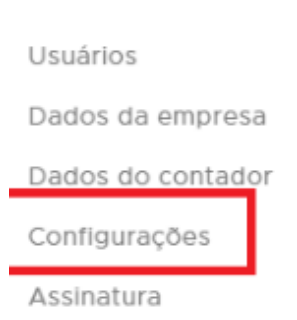 Usuários
Dados da empresa
Dados do contador
Configurações
Assinatura